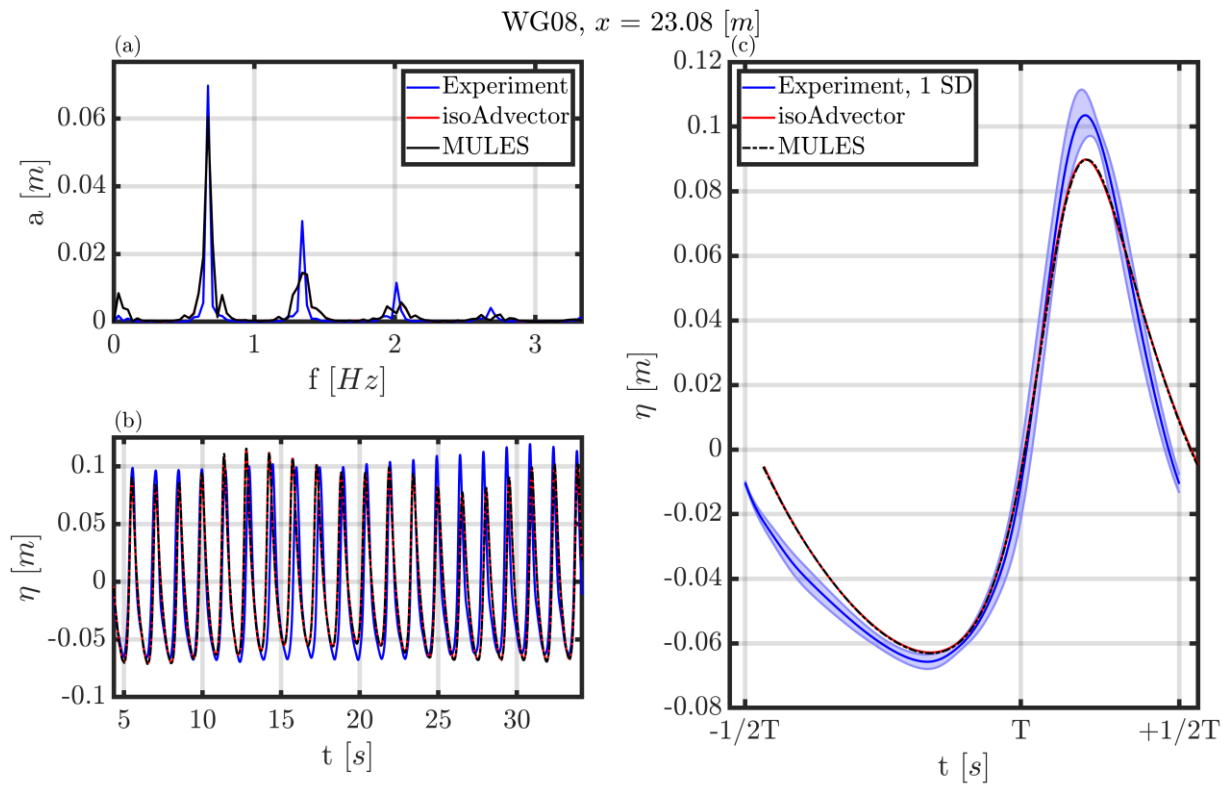 WG08, x = 23.08 [m]
(a)
Experiment
isoAdvector
MULES
0.06
0.04
0.02
0
a [m]
0
1
2
3
f [Hz]
(b)
0.1
0.05
0
-0.05
-0.1
η [m]
5
10
15
20
25
30
t [s]
(c)
Experiment, 1 SD
isoAdvector
MULES
0.12
0.1
0.08
0.06
0.04
0.02
0
-0.02
-0.04
-0.06
-0.08
η [m]
-1/2T
T
+1/2T
t [s]